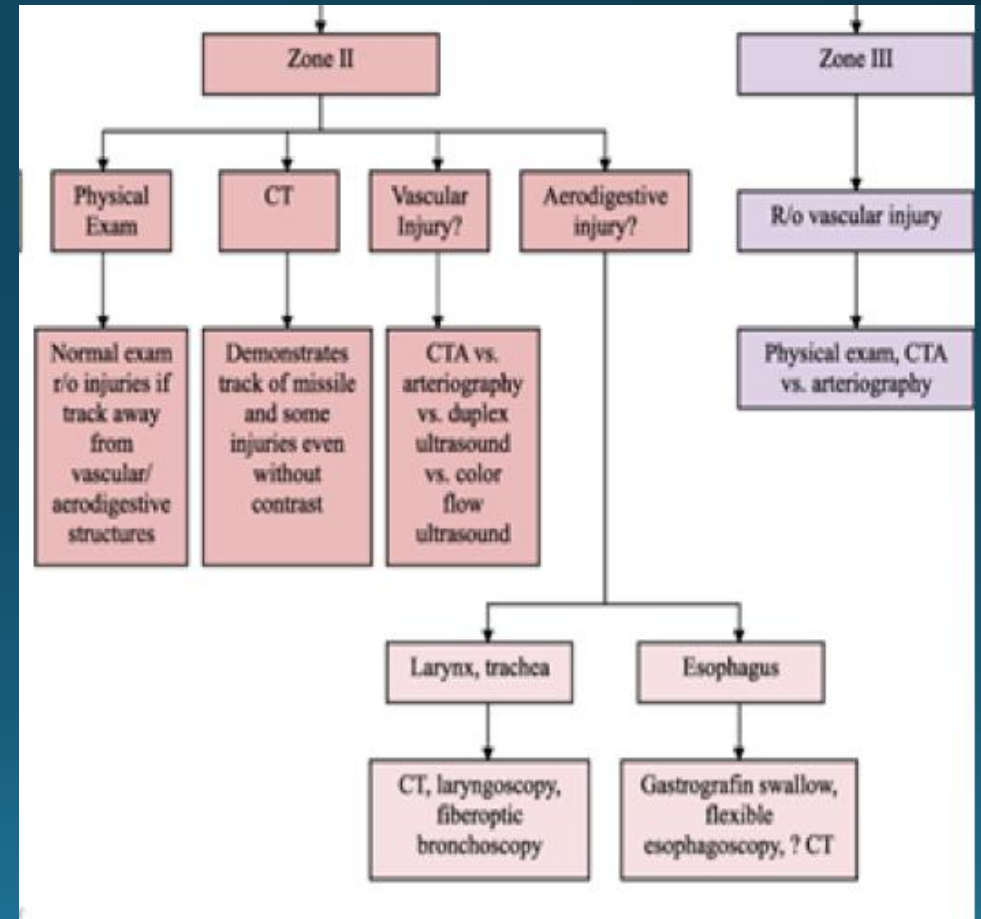 Zone II
Zone III
Physical
Exam
CT
Vascular
Injury?
Aerodigestive
injury?
R/o vascular injury
Normal exam
r/o injuries if
track away
from
vascular/
aerodigestive
structures
Demonstrates
track of missile
and some
injuries even
without
contrast
CTA vs.
arteriography
vs. duplex
ultrasound
vs. color
flow
ultrasound
Physical exam, CTA
vs. arteriography
Larynx, trachea
Esophagus
CT, laryngoscopy,
fiberoptic
bronchoscopy
Gastrografin swallow,
flexible
esophagoscopy, ? CT